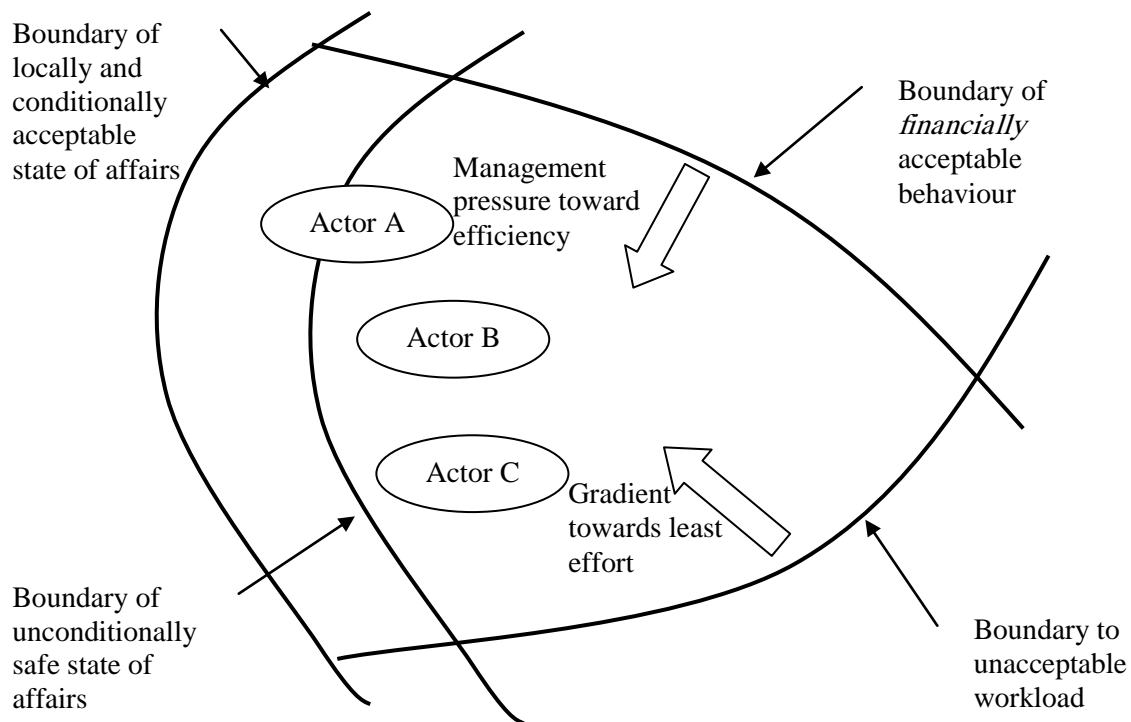 Boundary of
locally and
conditionally
acceptable
state of affairs
Boundary of
financially
acceptable
behaviour
Management
pressure toward
efficiency
Actor A
Actor B
Actor C
Gradient
towards least
effort
Boundary of
unconditionally
safe state of
affairs
Boundary to
unacceptable
workload